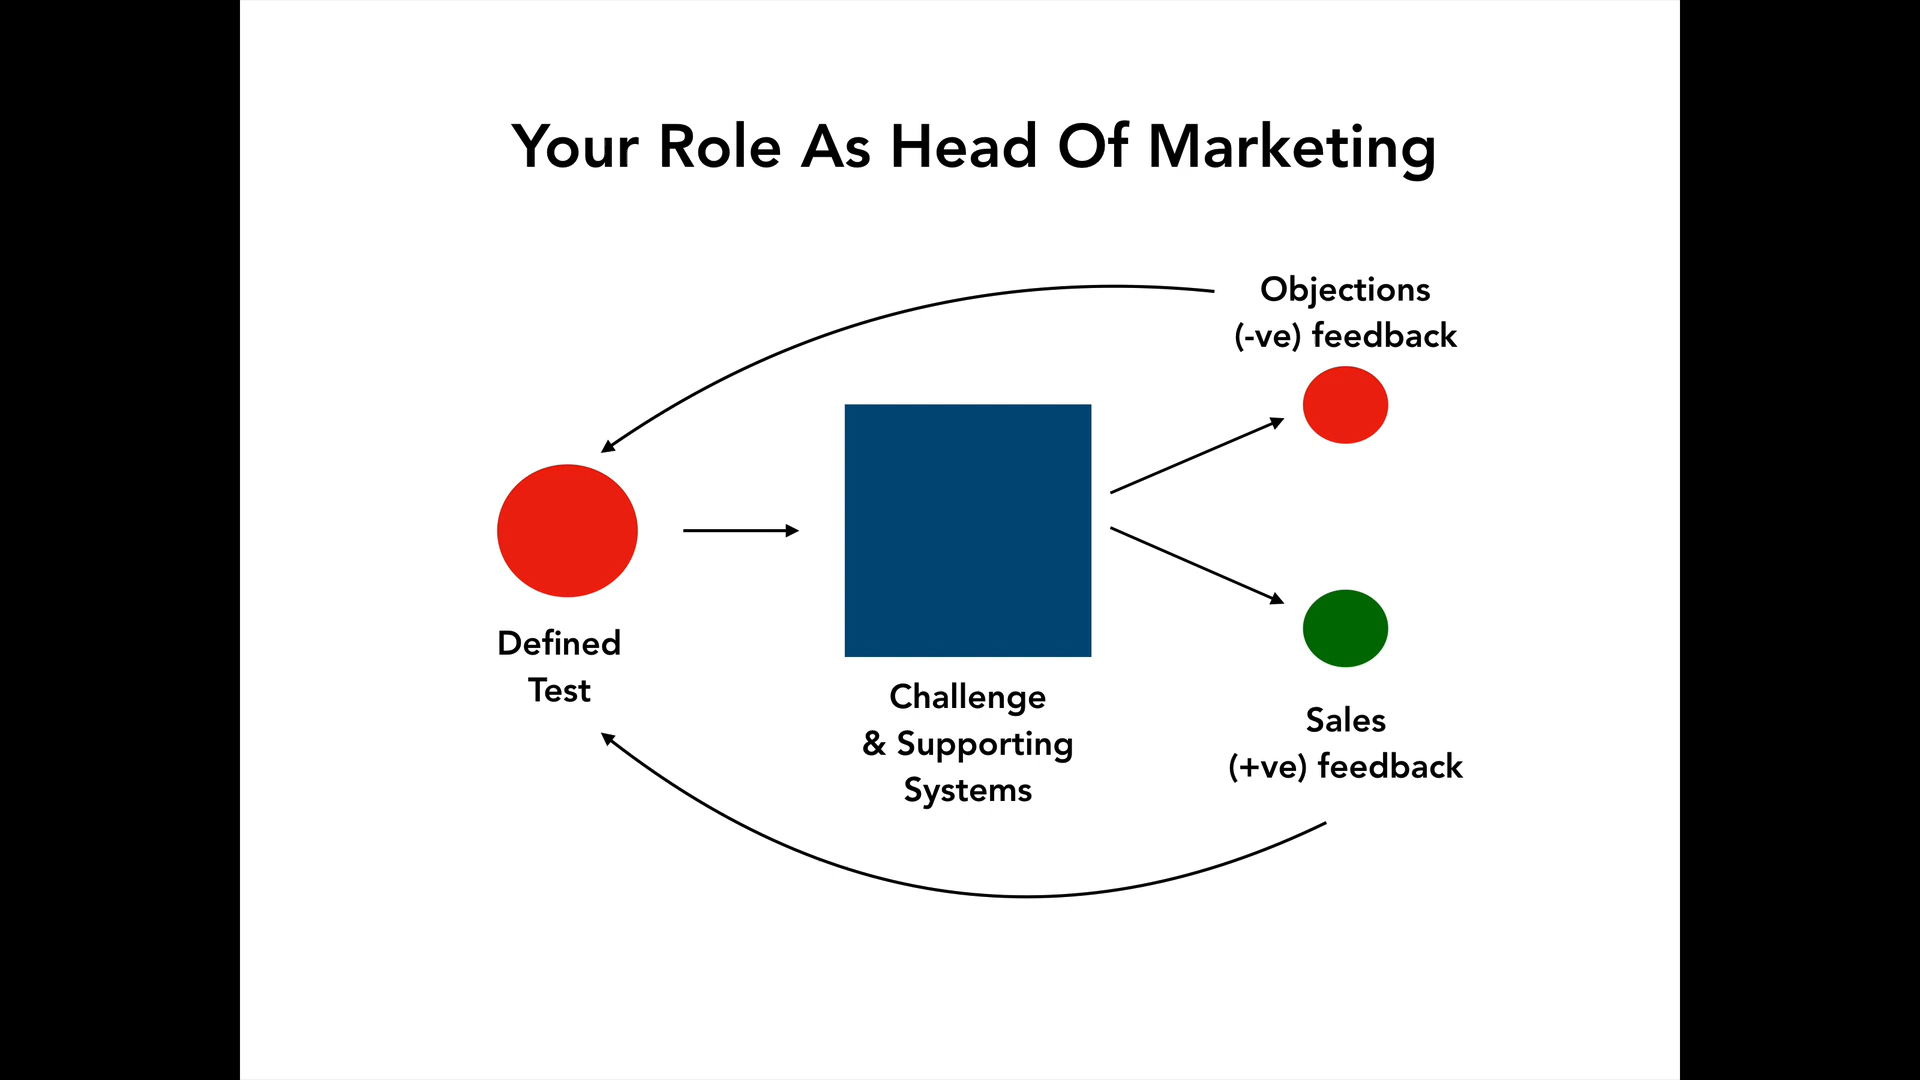 Your Role As Head Of Marketing
Objections
(-ve) feedback
Defined
Test
Challenge
& Supporting
Systems
Sales
(+ve) feedback